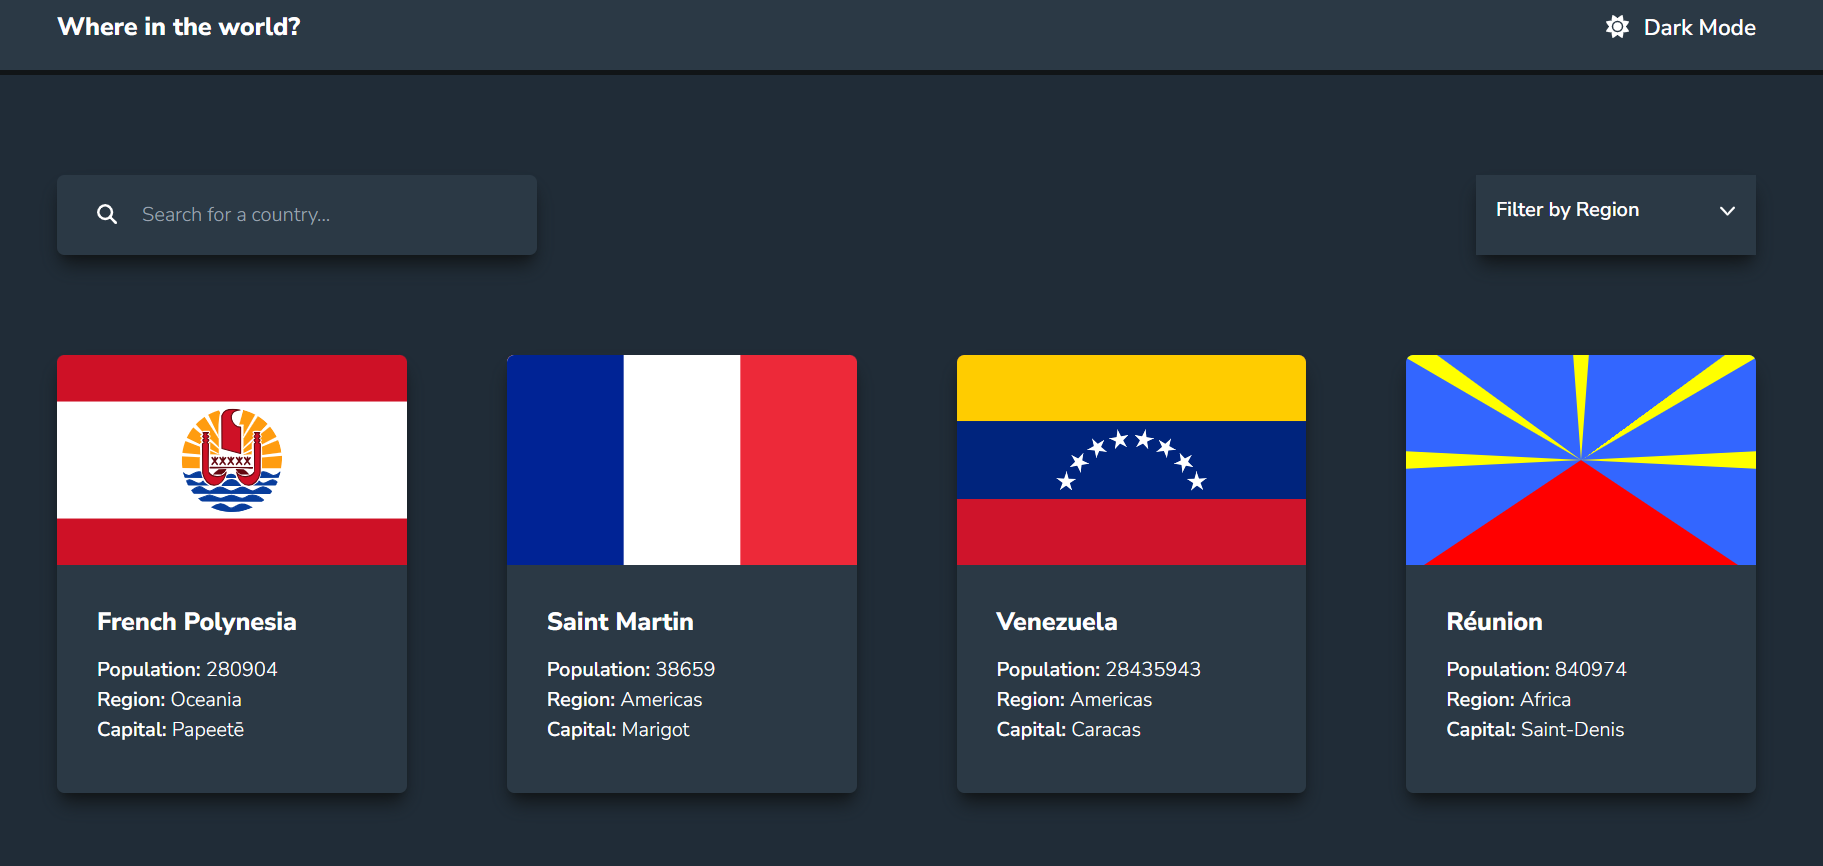 Where in the world?
Dark Mode
Search for a country...
Filter by Region
French Polynesia
Population: 280904
Region: Oceania
Capital: Papeetē
Saint Martin
Population: 38659
Region: Americas
Capital: Marigot
Venezuela
Population: 28435943
Region: Americas
Capital: Caracas
Réunion
Population: 840974
Region: Africa
Capital: Saint-Denis